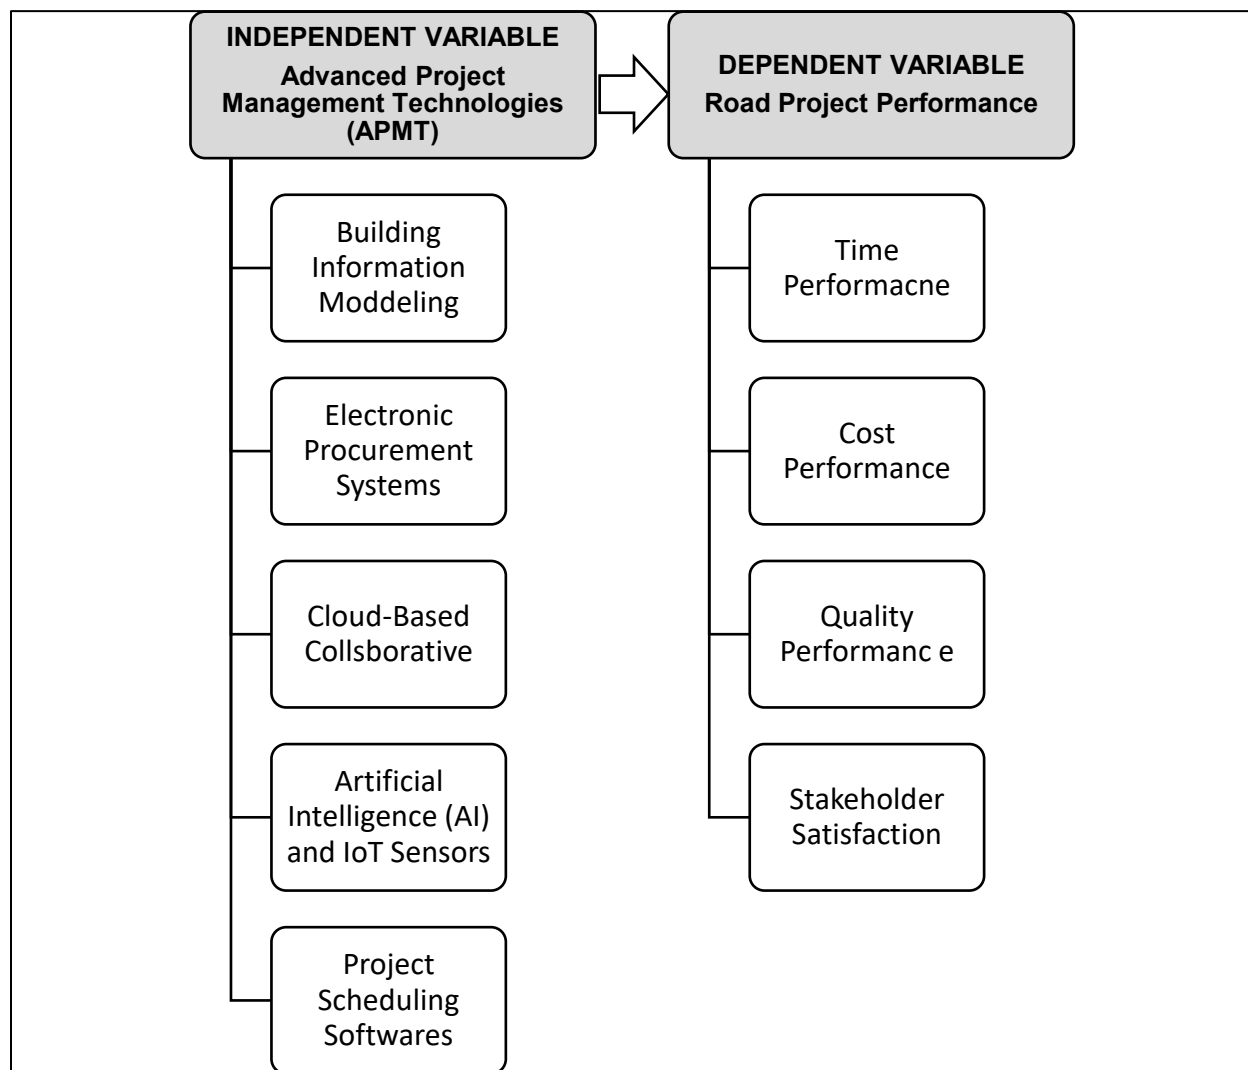 INDEPENDENT VARIABLE
Advanced Project
Management Technologies
(APMT)
DEPENDENT VARIABLE
Road Project Performance
Building
Information
Moddeling
Electronic
Procurement
Systems
Cloud-Based
Collsborative
Artificial
Intelligence (AI)
and IoT Sensors
Project
Scheduling
Softwares
Time
Performacne
Cost
Performance
Quality
Performanc e
Stakeholder
Satisfaction